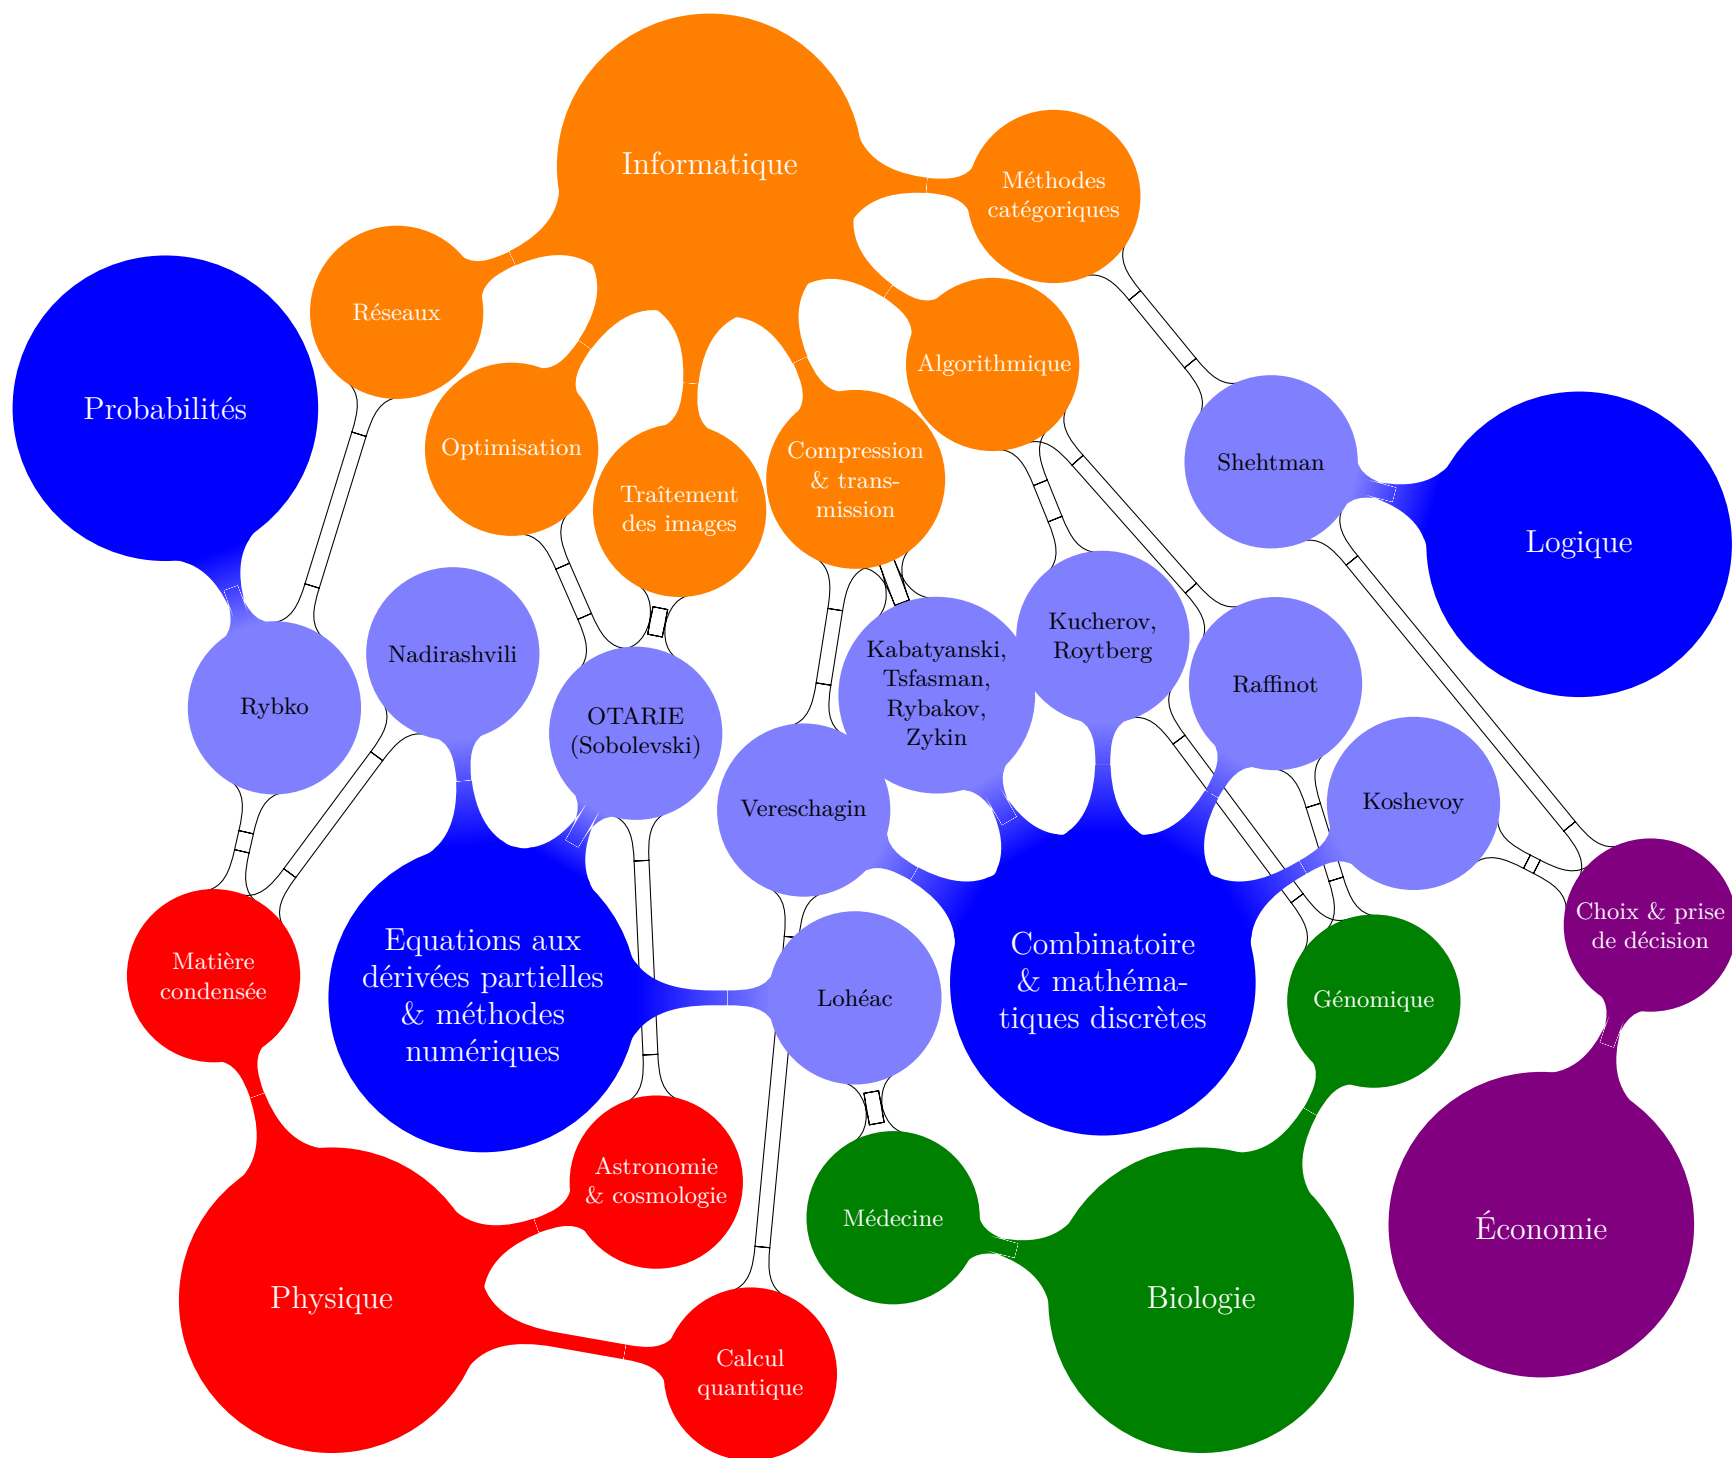 Informatique
Méthodes
catégoriques
Réseaux
Algorithmique
Probabilités
Optimisation
Compression
& trans-
mission
Shehtman
Traîtement
des images
Logique
Kucherov,
Roytberg
Nadirashvili
Kabatyanski,
Tsfasman,
Rybakov,
Zykin
Raffinot
Rybko
OTARIE
(Sobolevski)
Vereschagin
Koshevoy
Choix & prise
de décision
Equations aux
dérivées partielles
& méthodes
numériques
Combinatoire
& mathéma-
tiques discrètes
Matière
condensée
Lohéac
Génomique
Astronomie
& cosmologie
Médecine
Économie
Physique
Biologie
Calcul
quantique